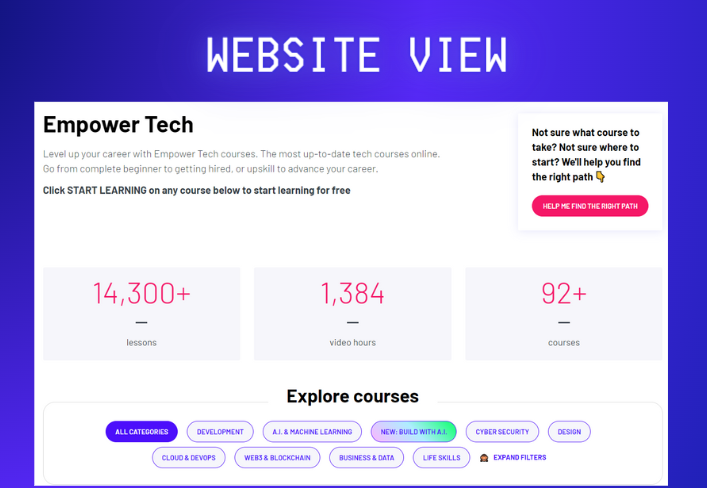 WEBSITE VIEW
Empower Tech
Level up your career with Empower Tech courses. The most up-to-date tech courses online.
Go from complete beginner to getting hired, or upskill to advance your career.
Click START LEARNING on any course below to start learning for free
Not sure what course to
take? Not sure where to
start? We'll help you find
the right path 👇
HELP ME FIND THE RIGHT PATH
14,300+
—
lessons
1,384
—
video hours
92+
—
courses
Explore courses
ALL CATEGORIES
DEVELOPMENT
A.I. & MACHINE LEARNING
NEW: BUILD WITH A.I.
CYBER SECURITY
DESIGN
CLOUD & DEVOPS
WEB3 & BLOCKCHAIN
BUSINESS & DATA
LIFE SKILLS
EXPAND FILTERS